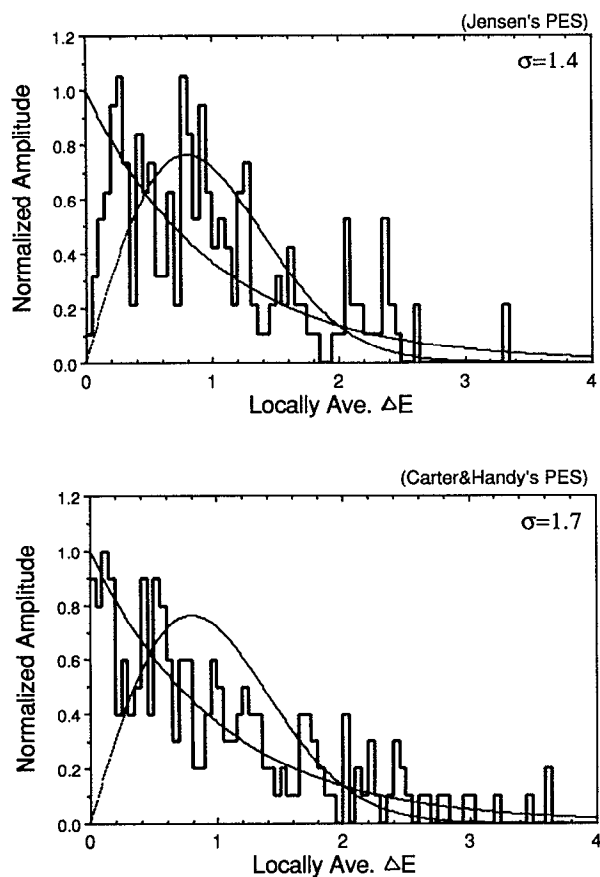 (Jensen's PES)
σ=1.4
Normalized Amplitude
1.2
1.0
0.8
0.6
0.4
0.2
0.0
0 1 2 3 4
Locally Ave. ΔE
(Carter&Handy's PES)
σ=1.7
Normalized Amplitude
1.2
1.0
0.8
0.6
0.4
0.2
0.0
0 1 2 3 4
Locally Ave. ΔE